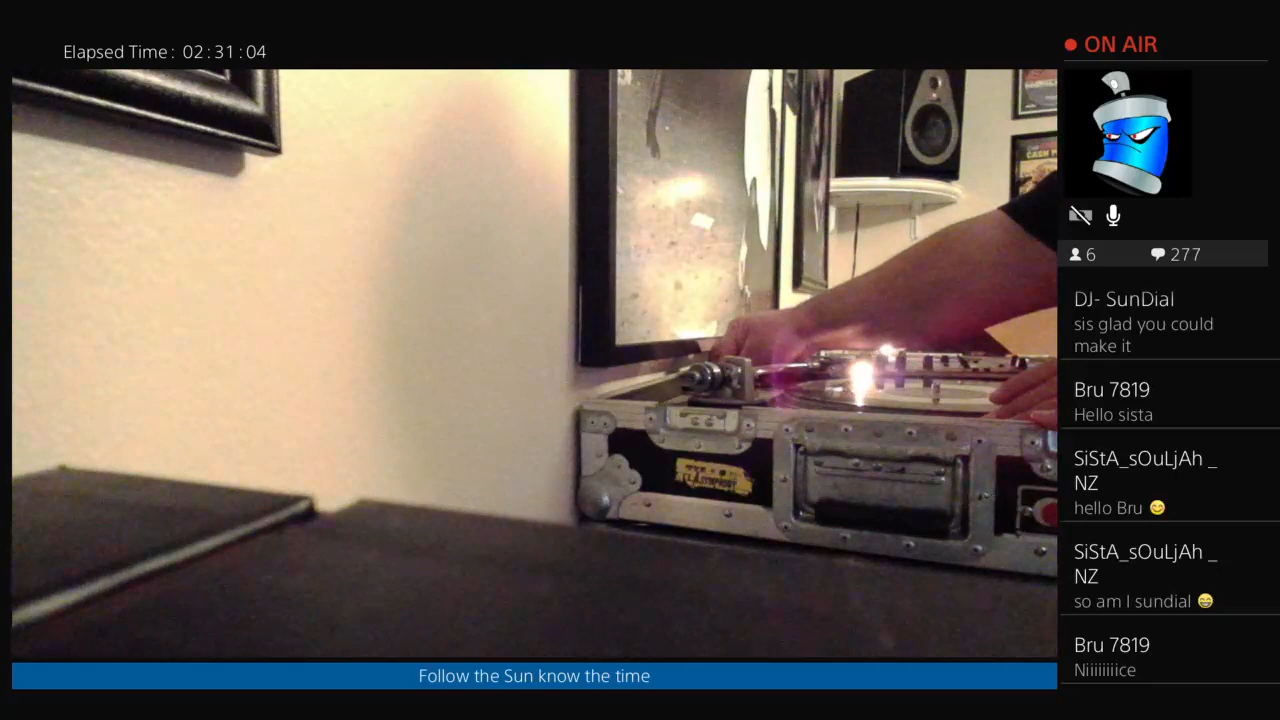 Elapsed Time: 02:31:04
ON AIR
6 277
DJ- SunDial
sis glad you could
make it
Bru 7819
Hello sista
SiStA_sOuLjAh _
NZ
hello Bru 😊
SiStA_sOuLjAh _
NZ
so am I sundial 😁
Bru 7819
Niiiiiiiice
Follow the Sun know the time